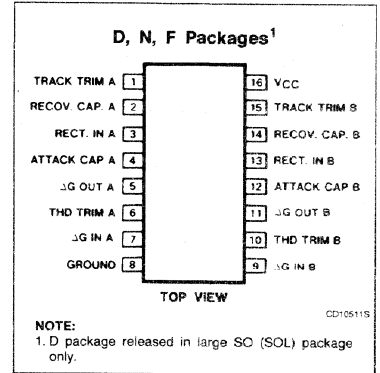 D, N, F Packages1
TRACK TRIM A 1
16 VCC
RECOV. CAP. A 2
15 TRACK TRIM B
RECT. IN A 3
14 RECOV. CAP. B
ATTACK CAP A 4
13 RECT. IN B
ΔG OUT A 5
12 ATTACK CAP B
THD TRIM A 6
11 ΔG OUT B
ΔG IN A 7
10 THD TRIM B
GROUND 8
9 ΔG IN B
TOP VIEW
CD10511S
NOTE:
1. D package released in large SO (SOL) package
only.